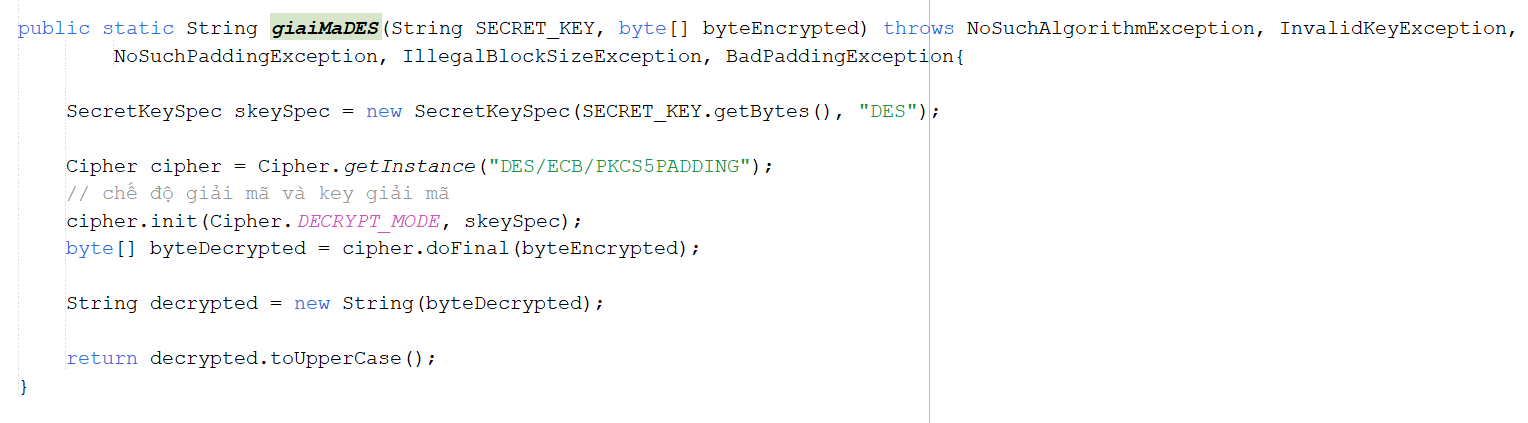 public static String giaiMaDES(String SECRET_KEY, byte[] byteEncrypted) throws NoSuchAlgorithmException, InvalidKeyException,
NoSuchPaddingException, IllegalBlockSizeException, BadPaddingException{
SecretKeySpec skeySpec = new SecretKeySpec(SECRET_KEY.getBytes(), "DES");
Cipher cipher = Cipher.getInstance("DES/ECB/PKCS5PADDING");
// chế độ giải mã và key giải mã
cipher.init(Cipher.DECRYPT_MODE, skeySpec);
byte[] byteDecrypted = cipher.doFinal(byteEncrypted);
String decrypted = new String(byteDecrypted);
return decrypted.toUpperCase();
}